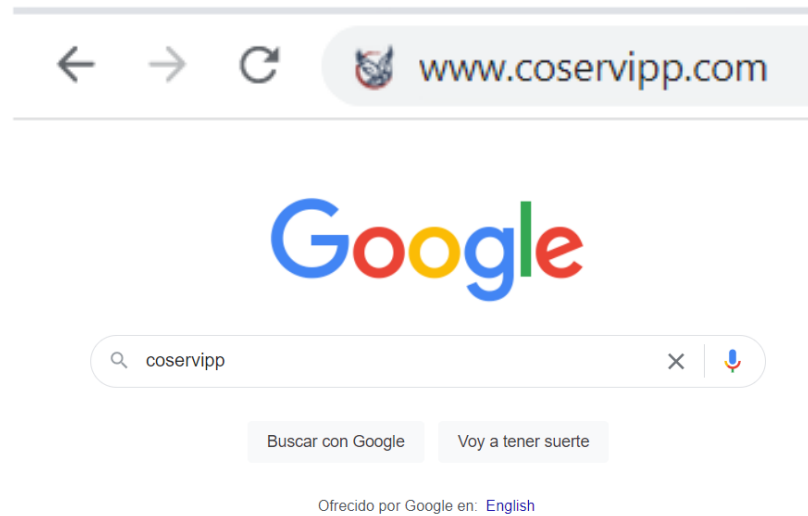 www.coservipp.com
Google
coservipp
Buscar con Google Voy a tener suerte
Ofrecido por Google en: English